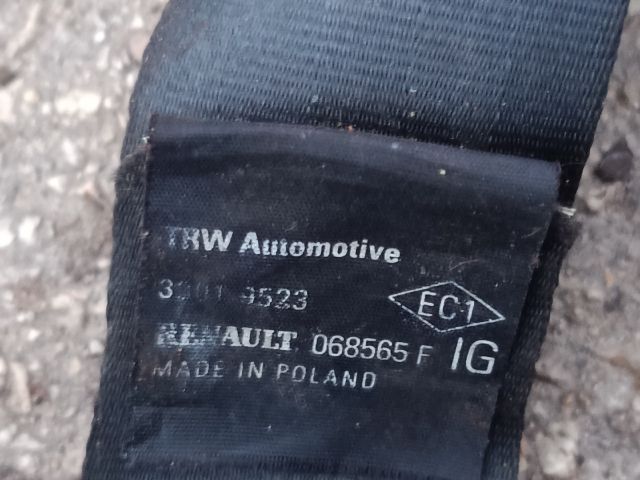 TRW Automotive
9523
EC1
RENAULT 068565 F IG
MADE IN POLAND